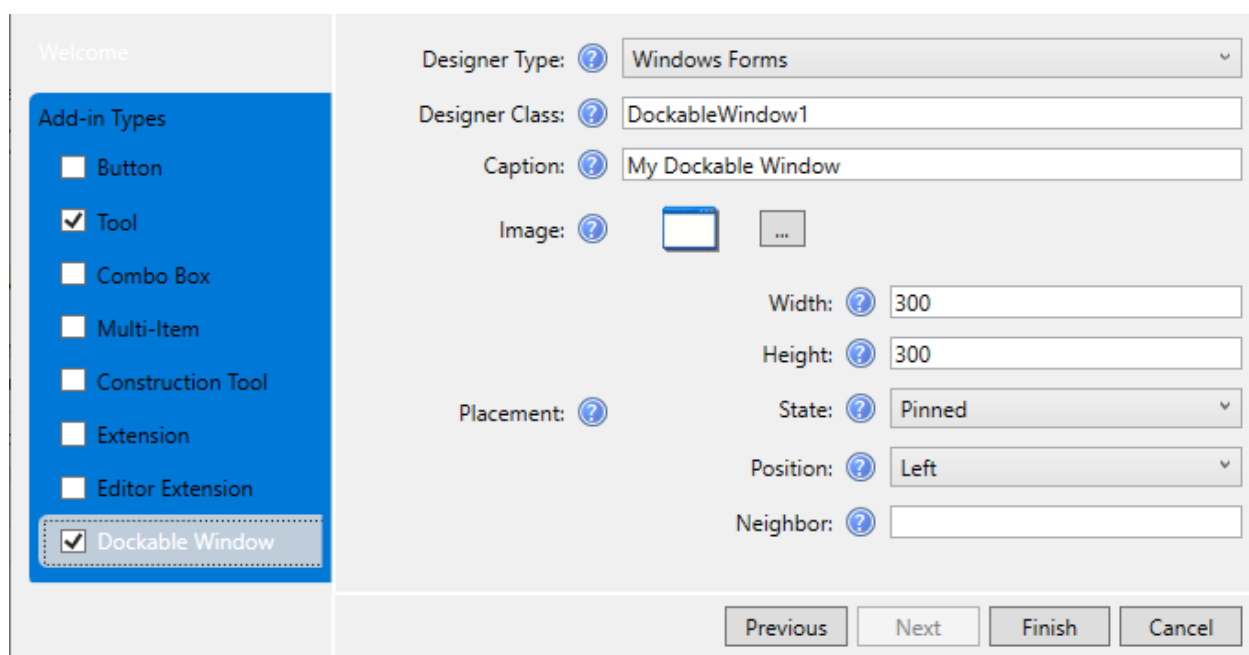 Welcome
Add-in Types
Button
Tool
Combo Box
Multi-Item
Construction Tool
Extension
Editor Extension
Dockable Window
Designer Type: ? Windows Forms
Designer Class: ? DockableWindow1
Caption: ? My Dockable Window
Image: ? ...
Width: ? 300
Height: ? 300
Placement: ? State: ? Pinned
Position: ? Left
Neighbor: ?
Previous Next Finish Cancel